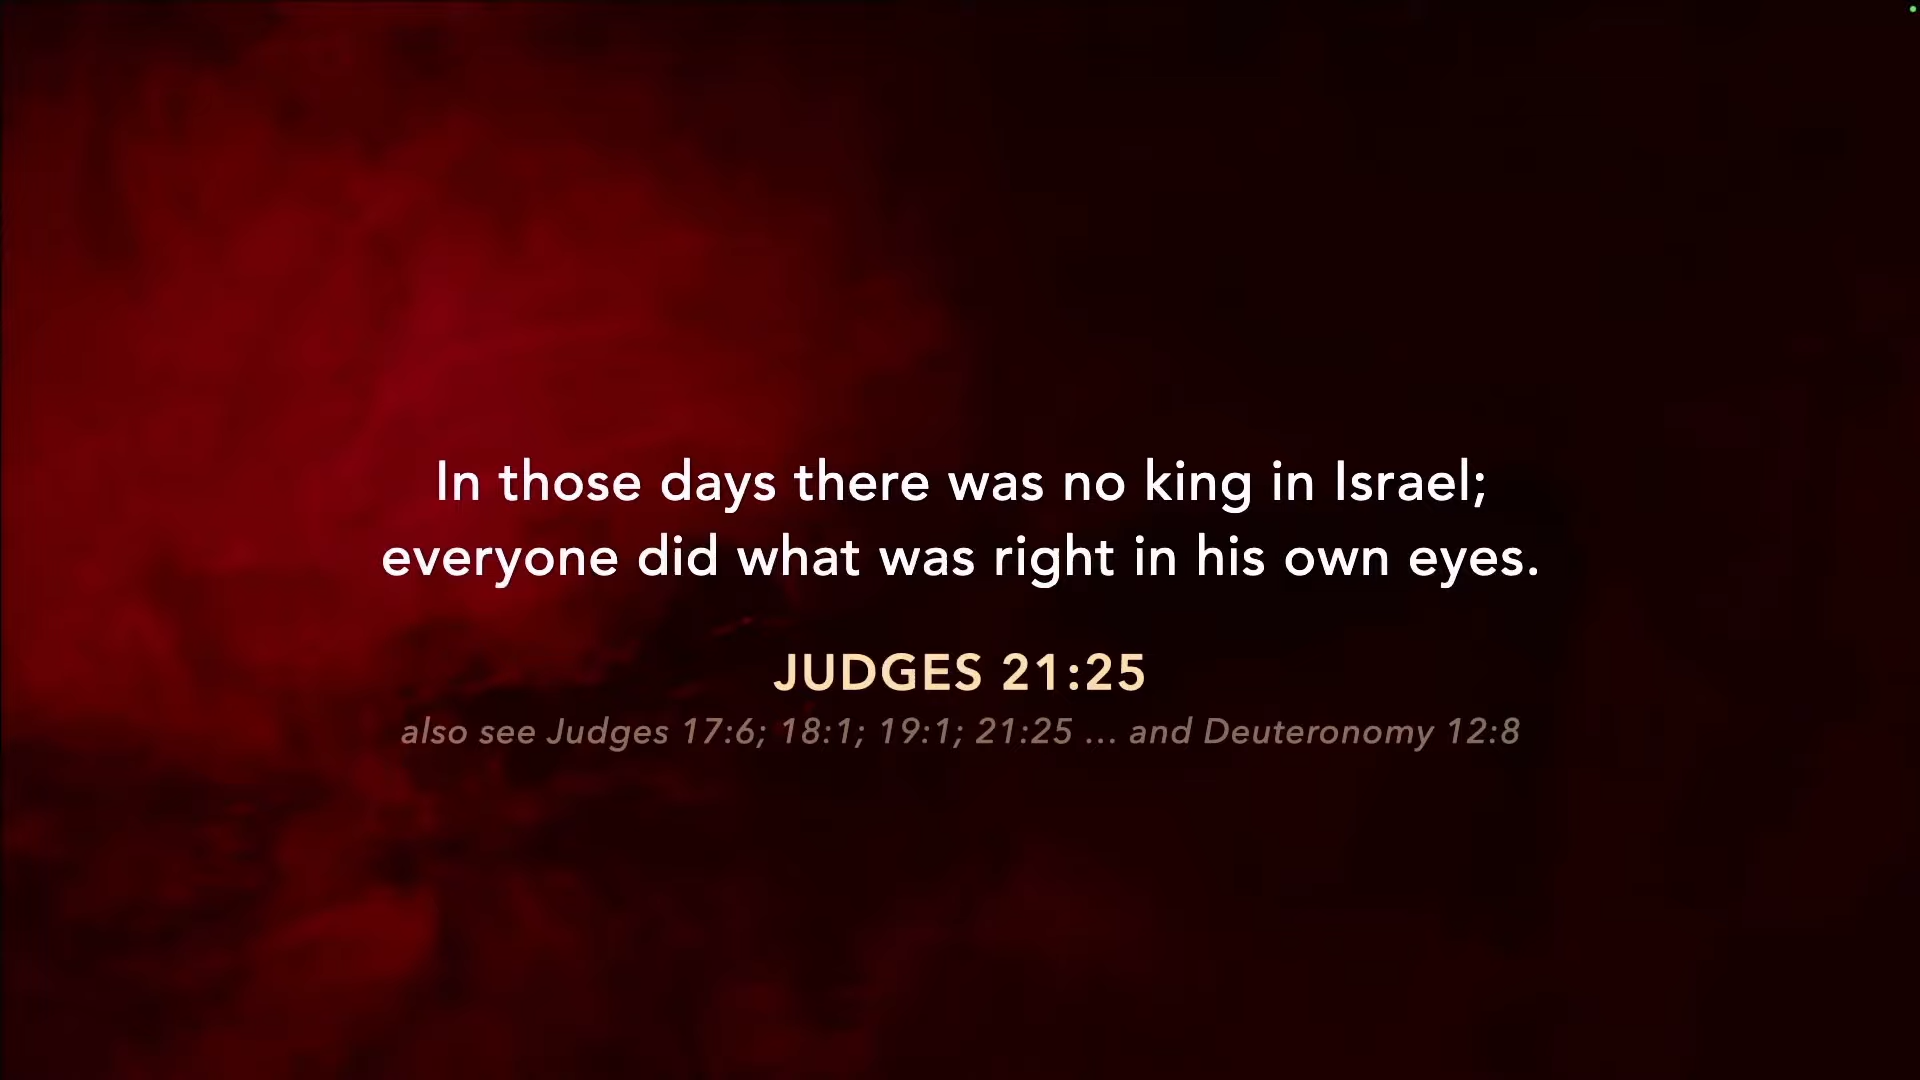 In those days there was no king in Israel;
everyone did what was right in his own eyes.
JUDGES 21:25
also see Judges 17:6; 18:1; 19:1; 21:25 … and Deuteronomy 12:8